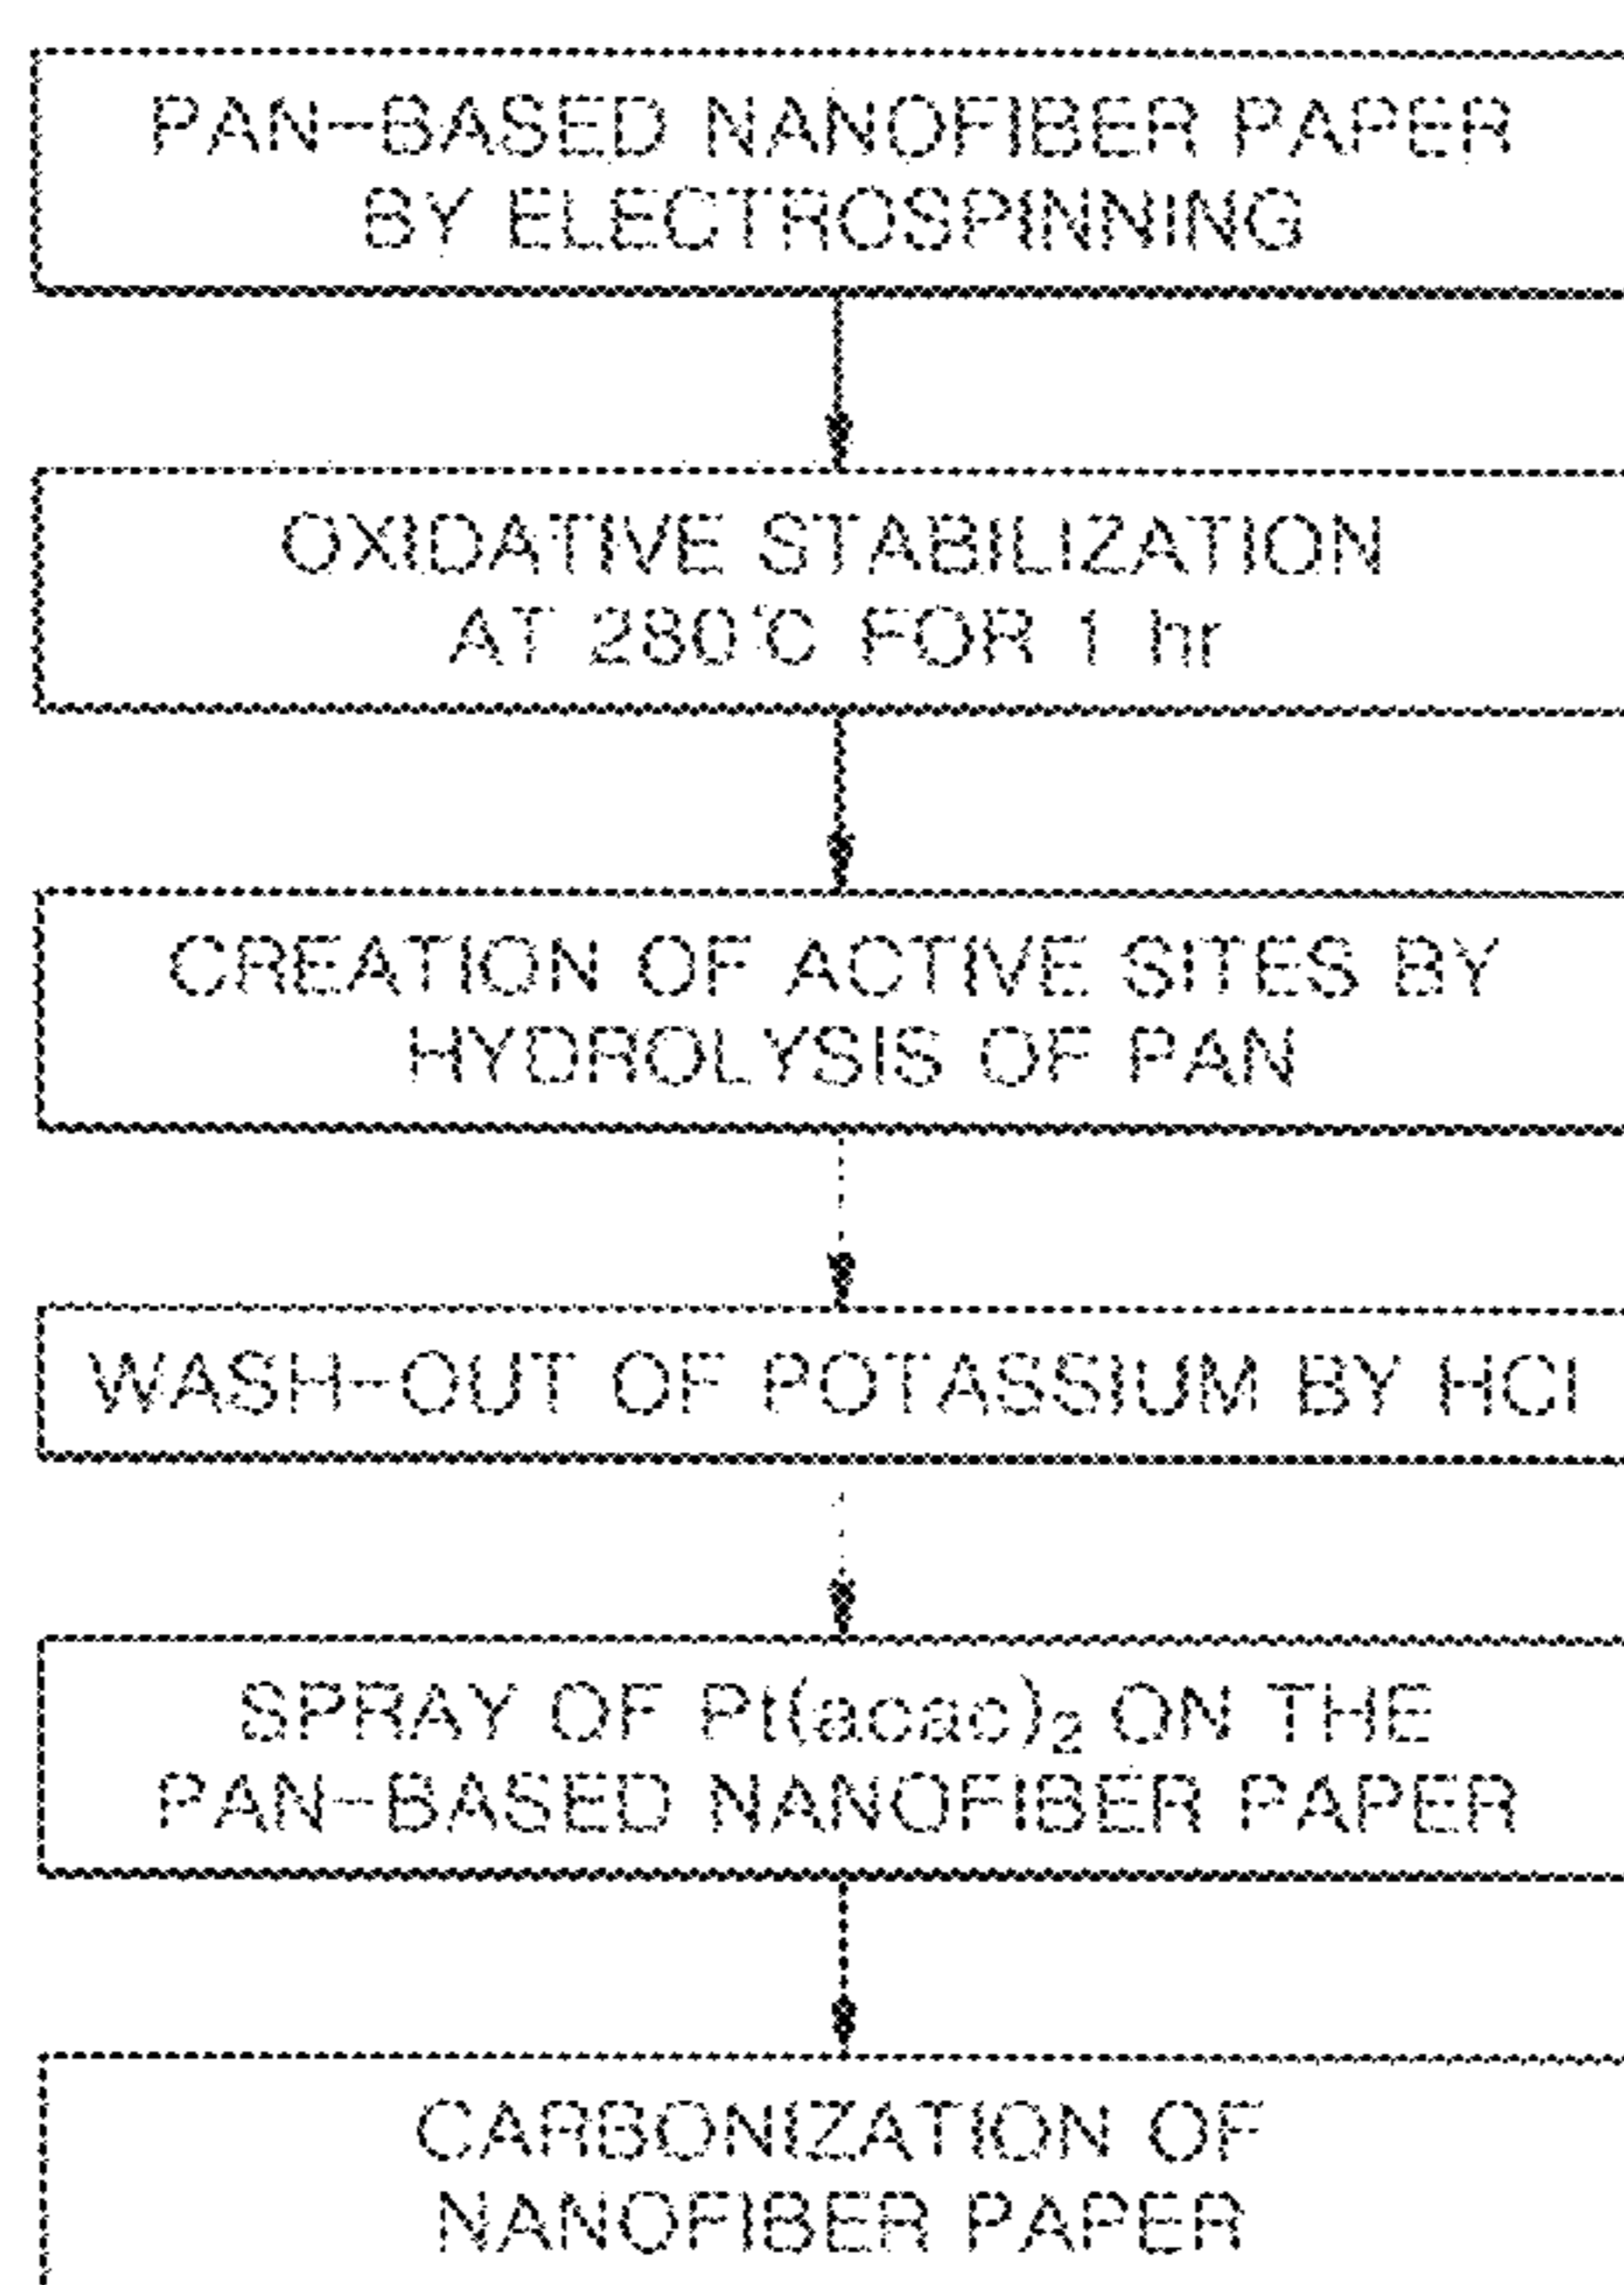 PAN-BASED NANOFIBER PAPER
BY ELECTROSPINNING
OXIDATIVE STABILIZATION
AT 280℃ FOR 1 hr
CREATION OF ACTIVE SITES BY
HYDROLYSIS OF PAN
WASH-OUT OF POTASSIUM BY HCl
SPRAY OF Pt(acac)₂ ON THE
PAN-BASED NANOFIBER PAPER
CARBONIZATION OF
NANOFIBER PAPER